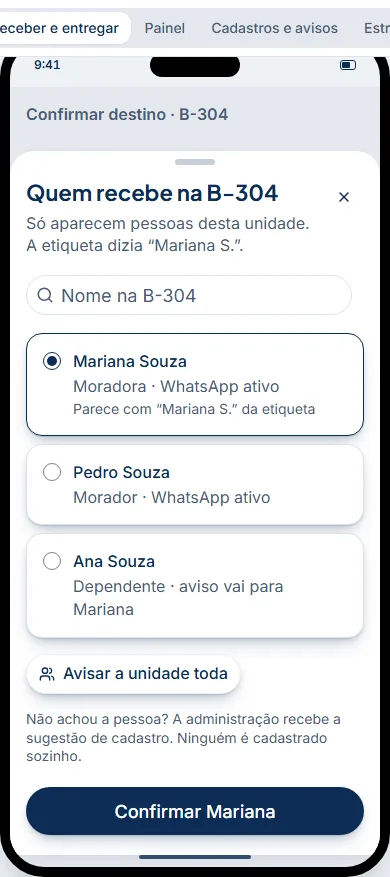 eceber e entregar
Painel
Cadastros e avisos
Estr
9:41
Confirmar destino · B-304
Quem recebe na B-304
Só aparecem pessoas desta unidade.
A etiqueta dizia “Mariana S.”.
Nome na B-304
Mariana Souza
Moradora · WhatsApp ativo
Parece com “Mariana S.” da etiqueta
Pedro Souza
Morador · WhatsApp ativo
Ana Souza
Dependente · aviso vai para
Mariana
Avisar a unidade toda
Não achou a pessoa? A administração recebe a
sugestão de cadastro. Ninguém é cadastrado
sozinho.
Confirmar Mariana